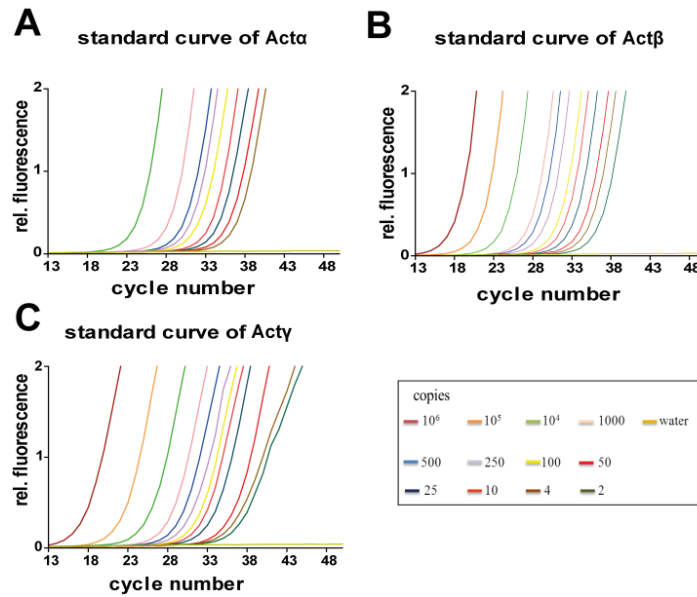 A
standard curve of Actα
rel. fluorescence
2
1
0
13 18 23 28 33 38 43 48
cycle number
B
standard curve of Actβ
rel. fluorescence
2
1
0
13 18 23 28 33 38 43 48
cycle number
C
standard curve of Actγ
rel. fluorescence
2
1
0
13 18 23 28 33 38 43 48
cycle number
copies
10⁶ 10⁵ 10⁴ 1000 water
500 250 100 50
25 10 4 2